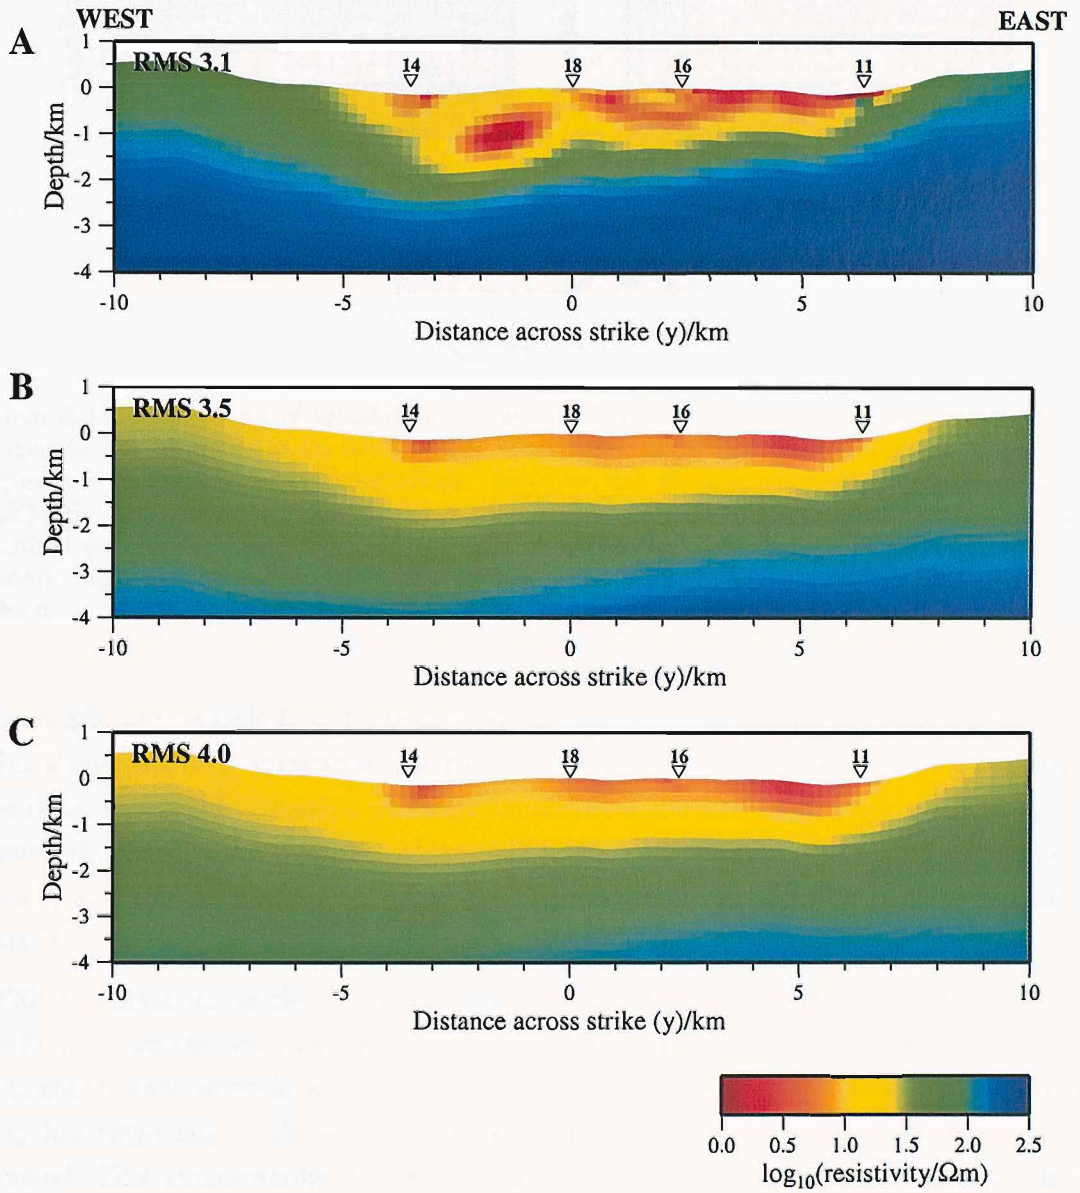 WEST EAST
A
RMS 3.1
14 18 16 11
1
0
-1
-2
-3
-4
Depth/km
-10 -5 0 5 10
Distance across strike (y)/km
B
RMS 3.5
14 18 16 11
1
0
-1
-2
-3
-4
Depth/km
-10 -5 0 5 10
Distance across strike (y)/km
C
RMS 4.0
14 18 16 11
1
0
-1
-2
-3
-4
Depth/km
-10 -5 0 5 10
Distance across strike (y)/km
0.0 0.5 1.0 1.5 2.0 2.5
log₁₀(resistivity/Ωm)